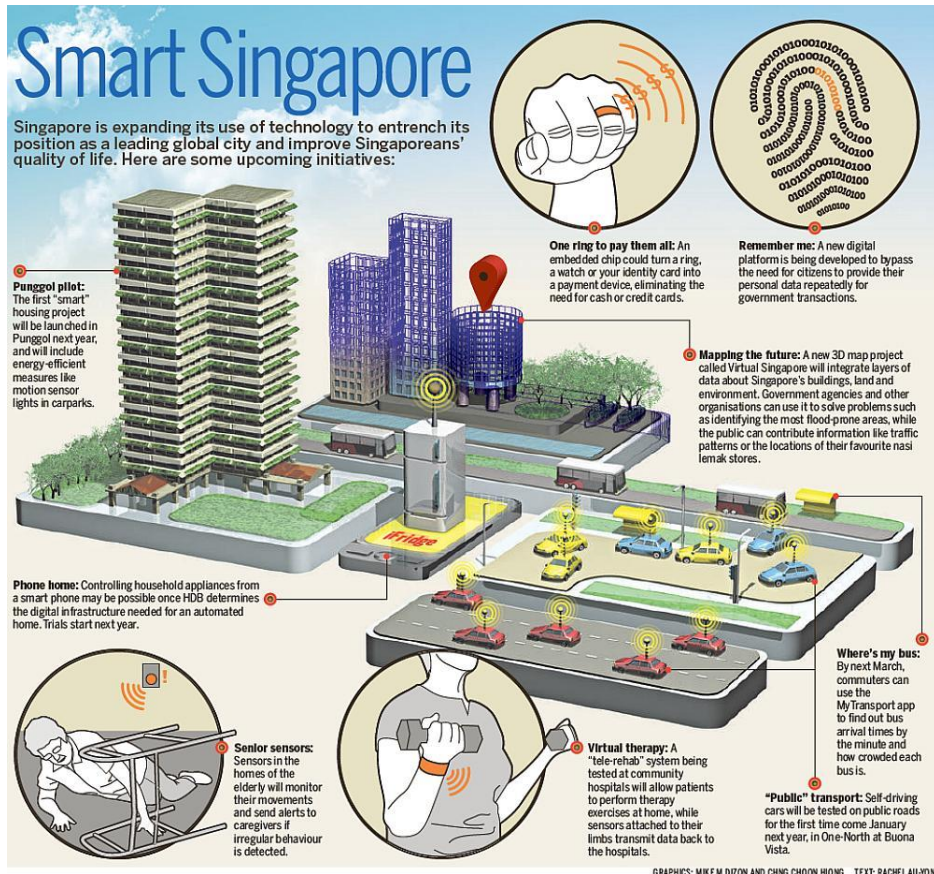 Smart Singapore
Singapore is expanding its use of technology to entrench its
position as a leading global city and improve Singaporeans'
quality of life. Here are some upcoming initiatives:
One ring to pay them all: An
embedded chip could turn a ring,
a watch or your identity card into
a payment device, eliminating the
need for cash or credit cards.
Remember me: A new digital
platform is being developed to bypass
the need for citizens to provide their
personal data repeatedly for
government transactions.
Punggol pilot:
The first "smart"
housing project
will be launched in
Punggol next year,
and will include
energy-efficient
measures like
motion sensor
lights in carparks.
Mapping the future: A new 3D map project
called Virtual Singapore will integrate layers of
data about Singapore's buildings, land and
environment. Government agencies and other
organisations can use it to solve problems such
as identifying the most flood-prone areas, while
the public can contribute information like traffic
patterns or the locations of their favourite nasi
lemak stores.
iFridge
Phone home: Controlling household appliances from
a smart phone may be possible once HDB determines
the digital infrastructure needed for an automated
home. Trials start next year.
Where's my bus:
By next March,
commuters can
use the
MyTransport app
to find out bus
arrival times by
the minute and
how crowded each
bus is.
Senior sensors:
Sensors in the
homes of the
elderly will monitor
their movements
and send alerts to
caregivers if
irregular behaviour
is detected.
Virtual therapy: A
"tele-rehab" system being
tested at community
hospitals will allow patients
to perform therapy
exercises at home, while
sensors attached to their
limbs transmit data back to
the hospitals.
"Public" transport: Self-driving
cars will be tested on public roads
for the first time come January
next year, in One-North at Buona
Vista.
GRAPHICS: MIKE M DIZON AND CHNG CHOON HIONG TEXT: RACHEL